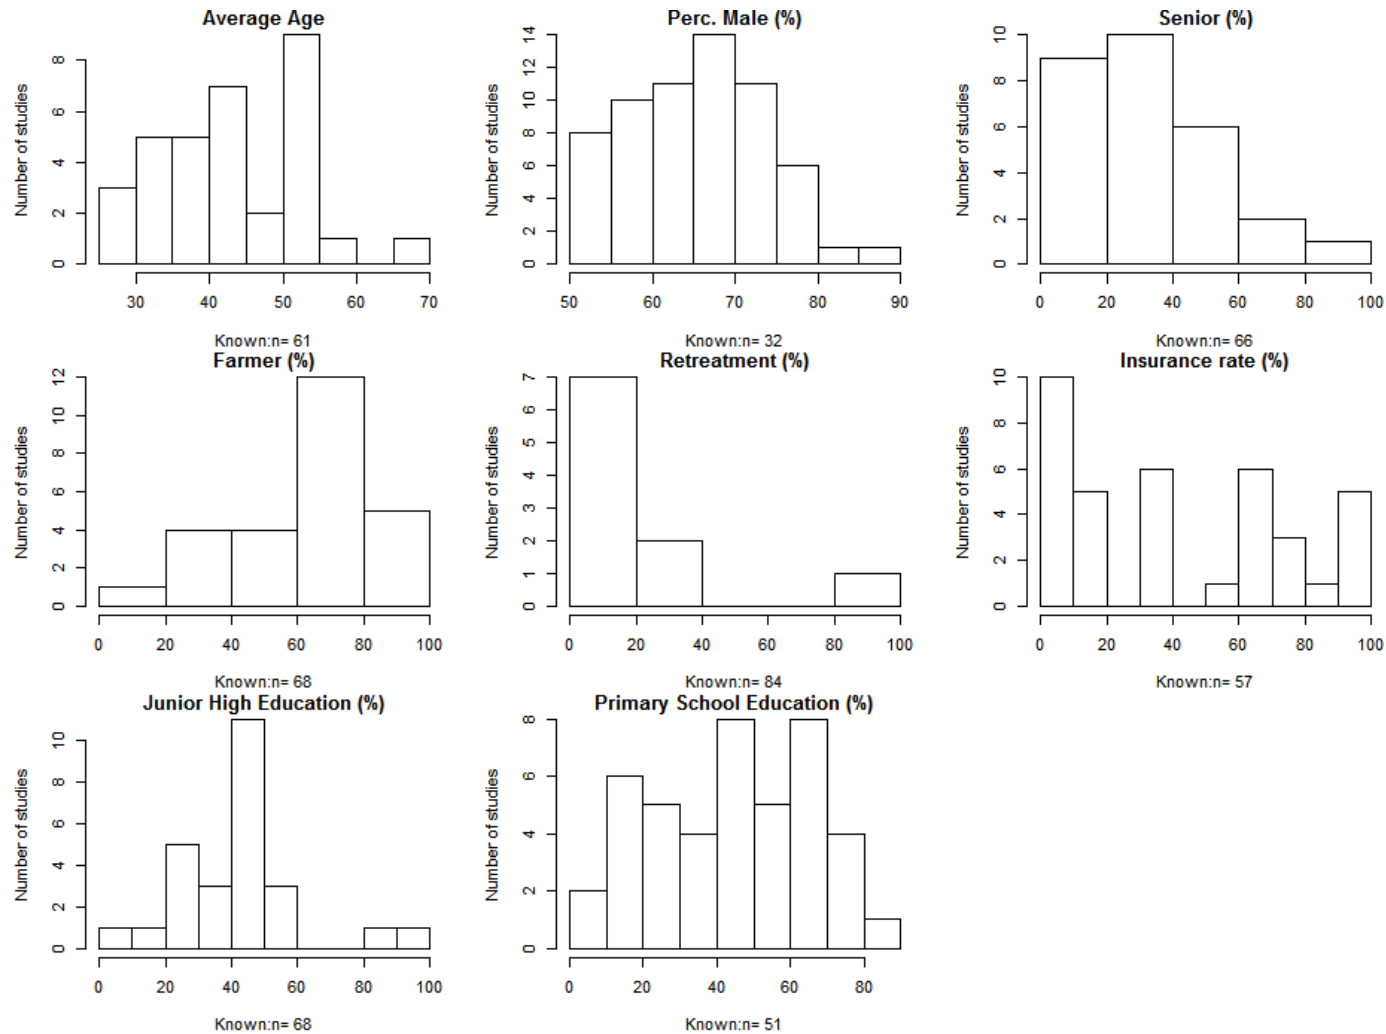 Average Age
Number of studies
0 2 4 6 8
30 40 50 60 70
Known:n= 61
Perc. Male (%)
Number of studies
0 2 4 6 8 10 12 14
50 60 70 80 90
Known:n= 32
Senior (%)
Number of studies
0 2 4 6 8 10
0 20 40 60 80 100
Known:n= 66
Farmer (%)
Number of studies
0 2 4 6 8 10 12
0 20 40 60 80 100
Known:n= 68
Retreatment (%)
Number of studies
0 1 2 3 4 5 6 7
0 20 40 60 80 100
Known:n= 84
Insurance rate (%)
Number of studies
0 2 4 6 8 10
0 20 40 60 80 100
Known:n= 57
Junior High Education (%)
Number of studies
0 2 4 6 8 10
0 20 40 60 80 100
Known:n= 68
Primary School Education (%)
Number of studies
0 2 4 6 8
0 20 40 60 80
Known:n= 51